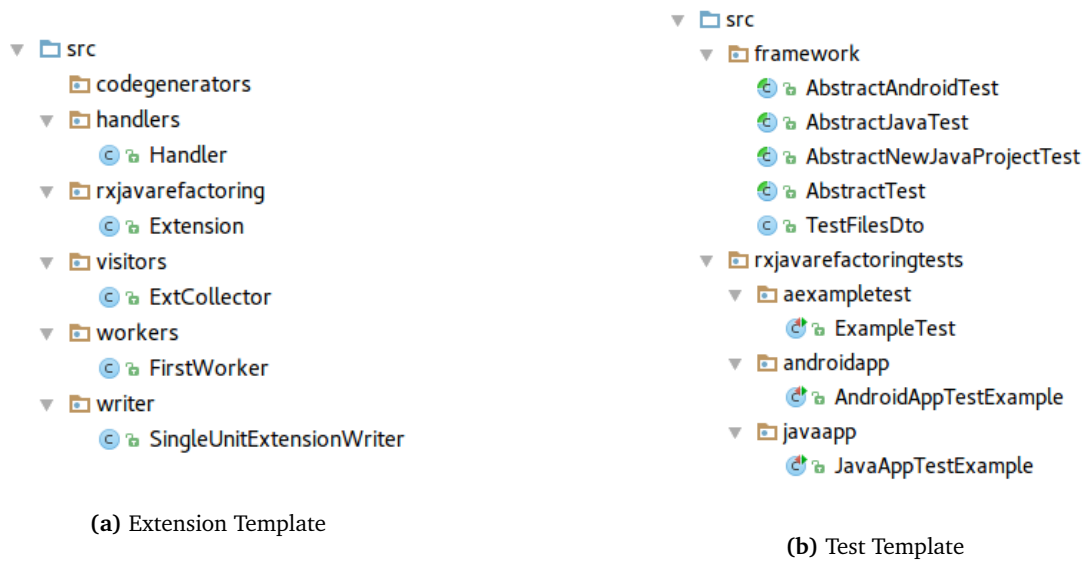 src
codegenerators
handlers
Handler
rxjavarefactoring
Extension
visitors
ExtCollector
workers
FirstWorker
writer
SingleUnitExtensionWriter
(a) Extension Template
src
framework
AbstractAndroidTest
AbstractJavaTest
AbstractNewJavaProjectTest
AbstractTest
TestFilesDto
rxjavarefactoringtests
aexampletest
ExampleTest
androidapp
AndroidAppTestExample
javaapp
JavaAppTestExample
(b) Test Template